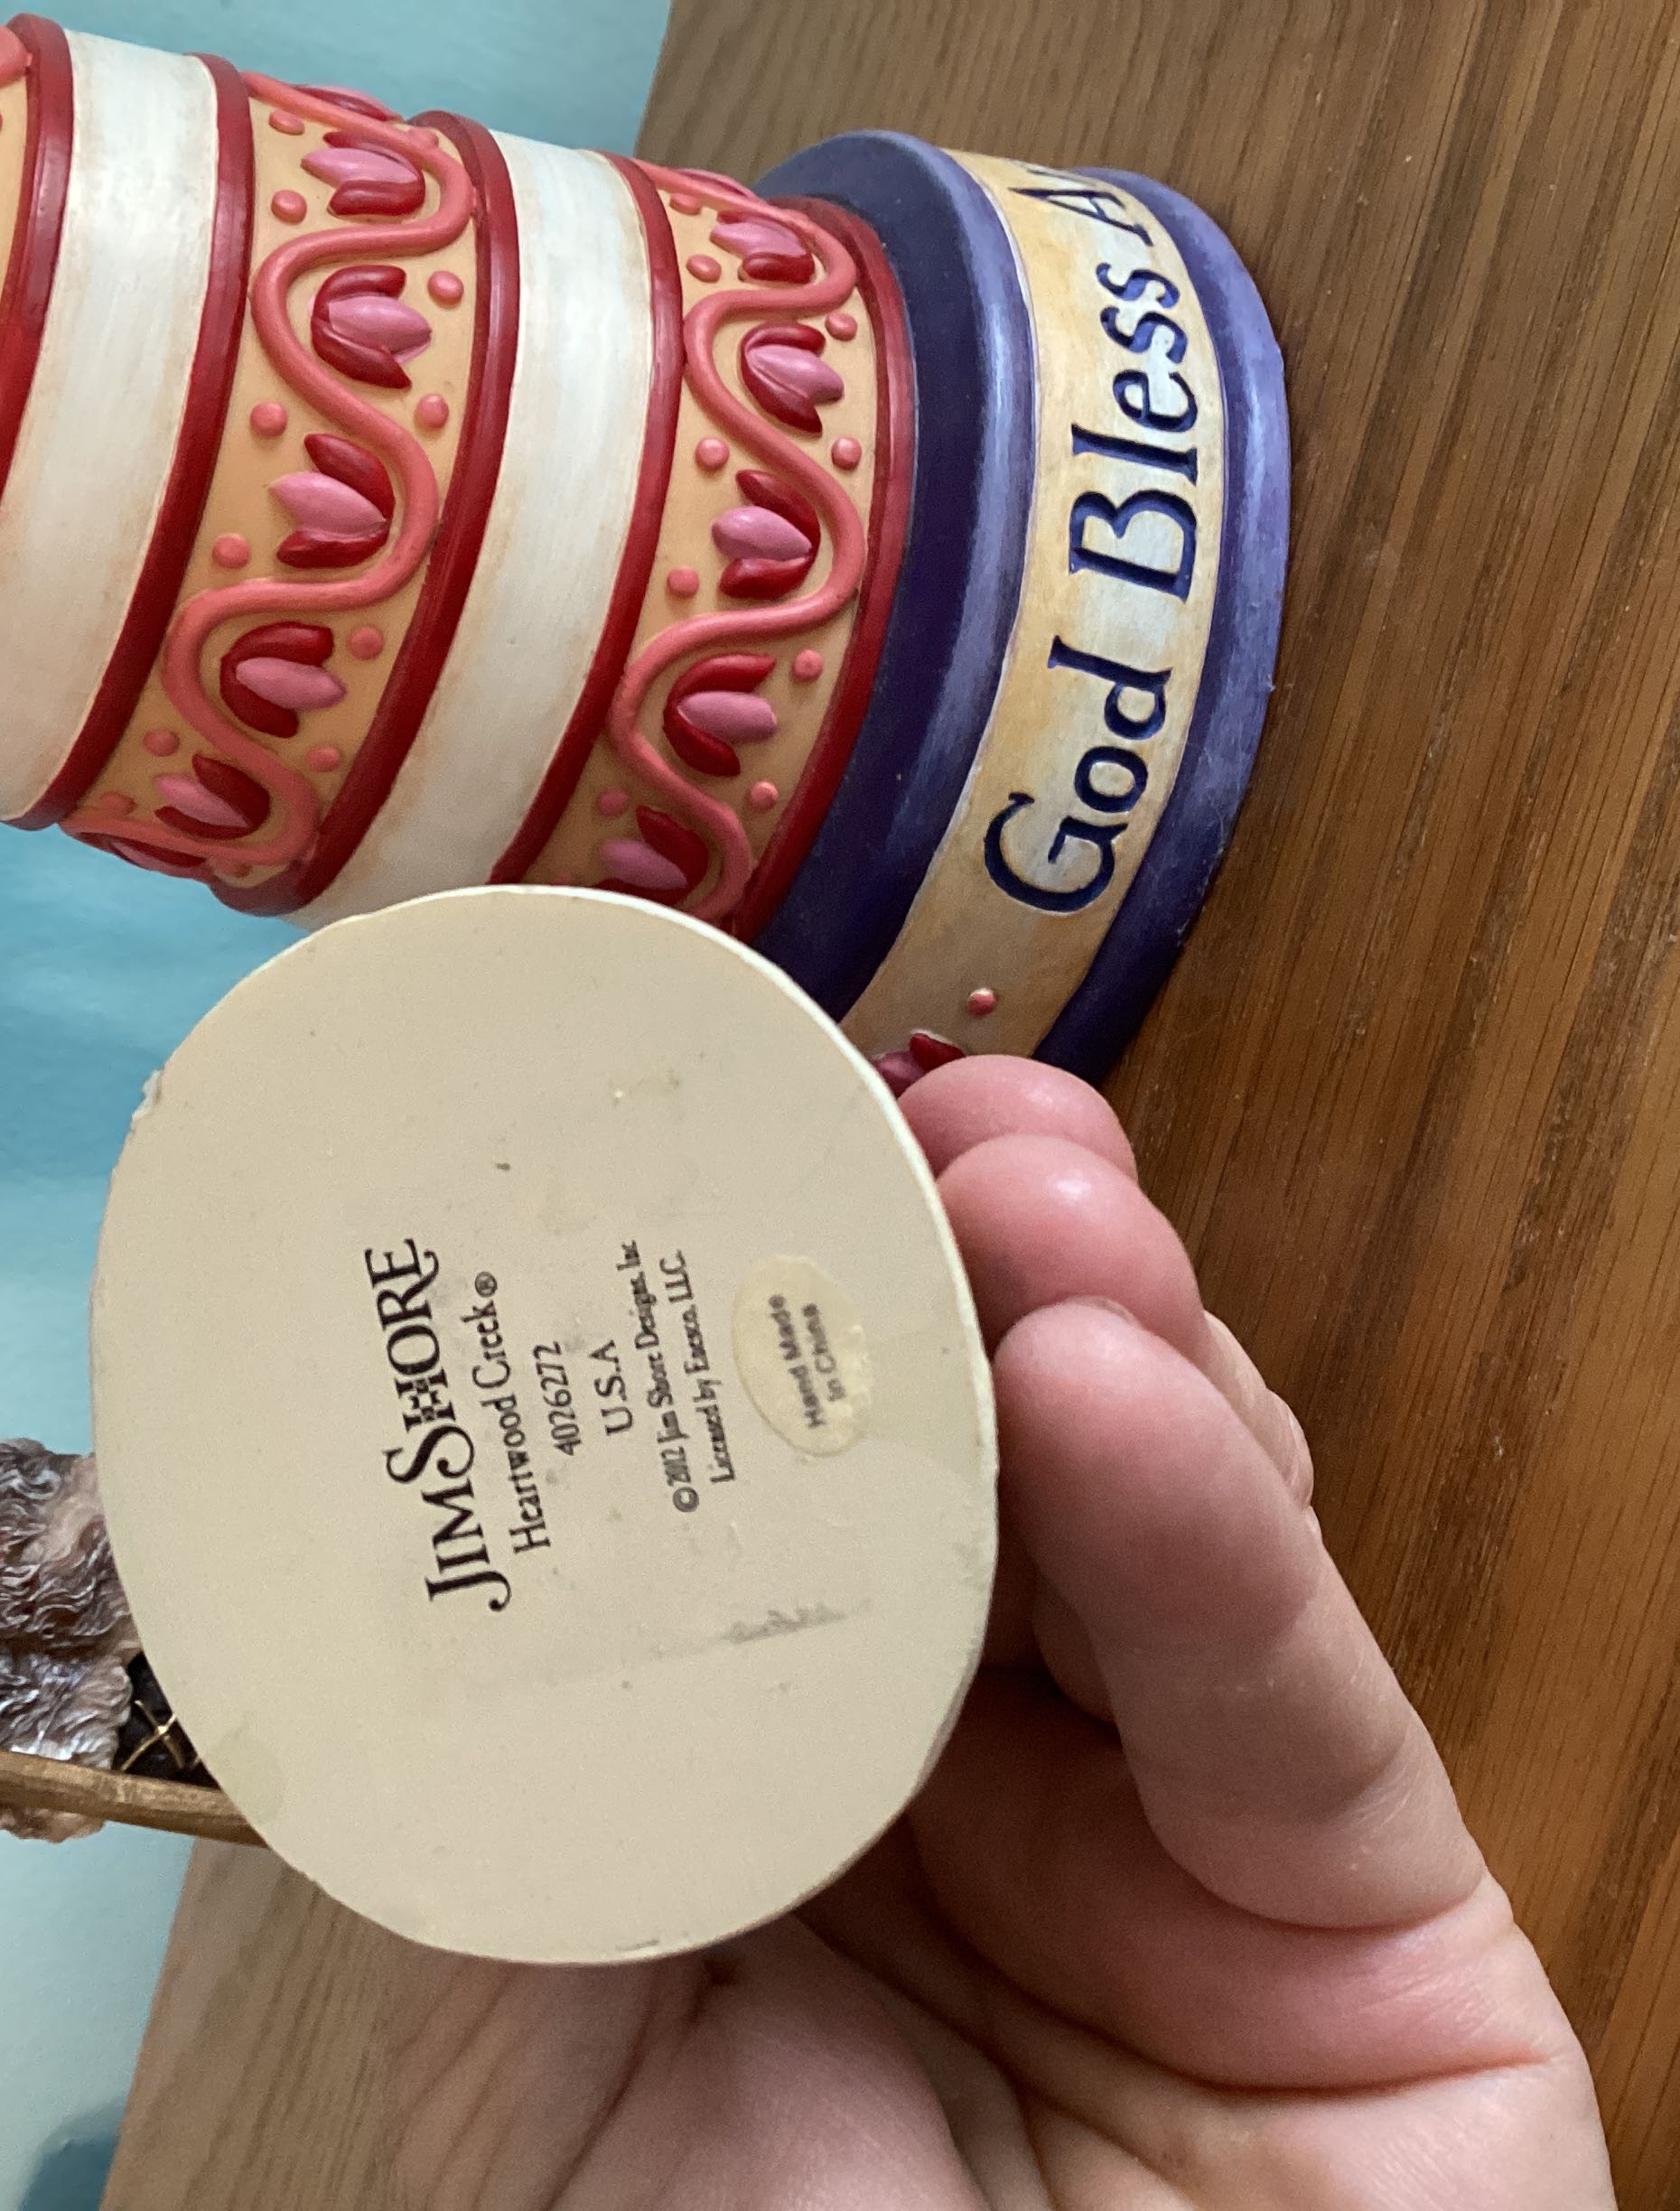 God Bless
JIM SHORE
Heartwood Creek®
4026272
U.S.A
©2012 Jim Shore Designs, Inc
Licensed by Enesco, LLC.
Hand Made
in China